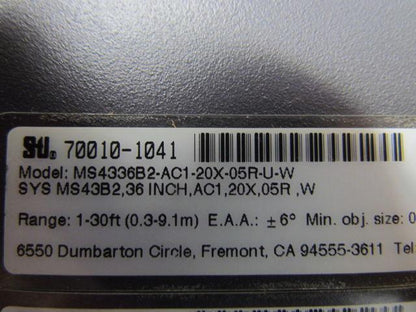 STI® 70010-1041
Model: MS4336B2-AC1-20X-05R-U-W
SYS MS43B2,36 INCH,AC1,20X,05R ,W
Range: 1-30ft (0.3-9.1m) E.A.A.: ±6° Min. obj. size: 0
6550 Dumbarton Circle, Fremont, CA 94555-3611 Tel: